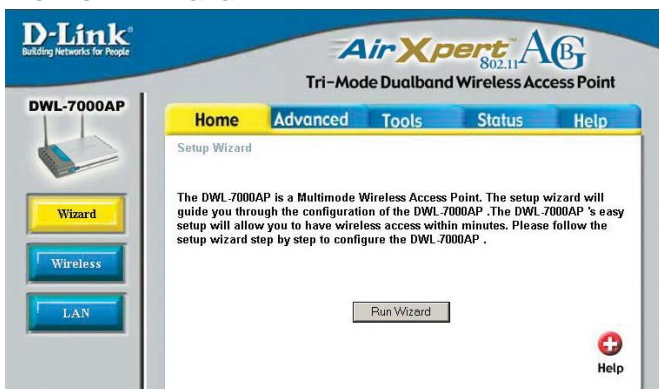 D-Link
Building Networks for People
Air Xpert 802.11 ABG
Tri-Mode Dualband Wireless Access Point
DWL-7000AP
Home Advanced Tools Status Help
Setup Wizard
The DWL-7000AP is a Multimode Wireless Access Point. The setup wizard will
guide you through the configuration of the DWL-7000AP .The DWL-7000AP 's easy
setup will allow you to have wireless access within minutes. Please follow the
setup wizard step by step to configure the DWL-7000AP .
Wizard
Wireless
LAN
Run Wizard
Help